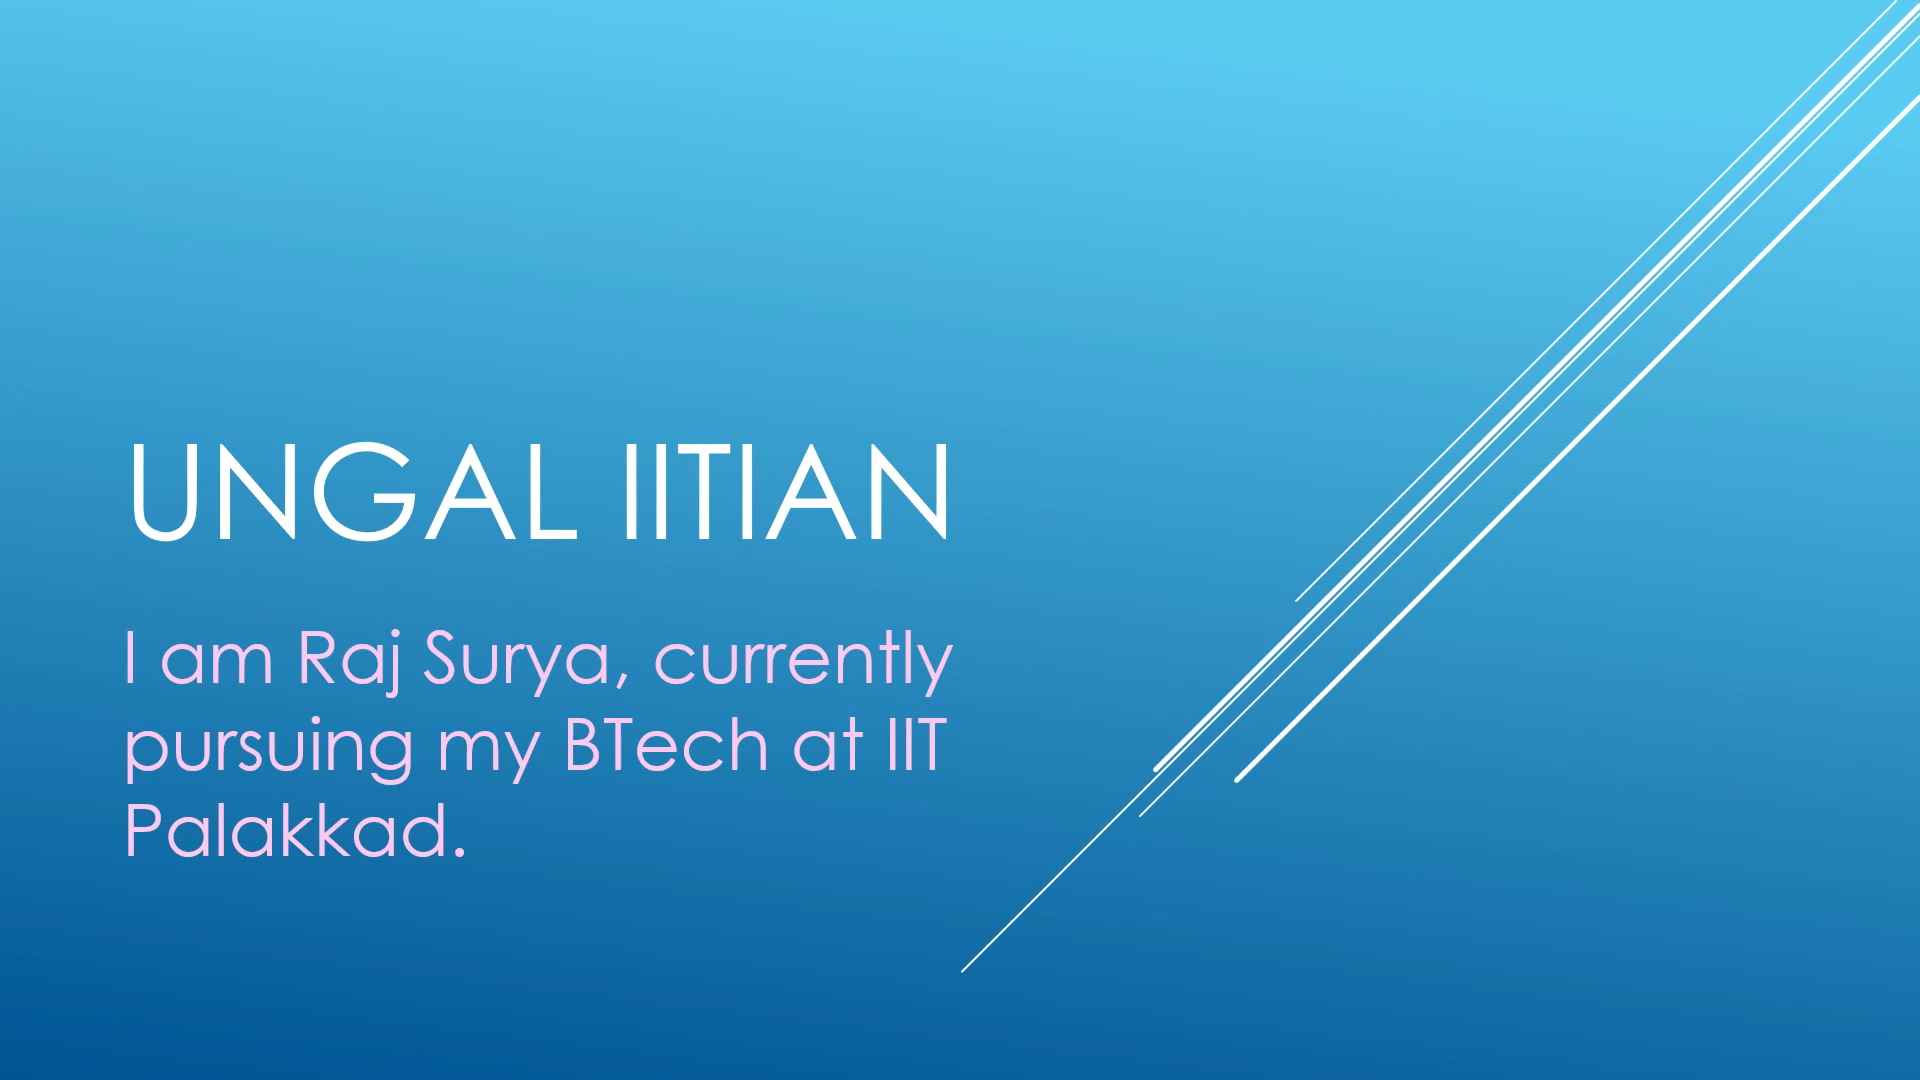 UNGAL IITIAN
I am Raj Surya, currently
pursuing my BTech at IIT
Palakkad.